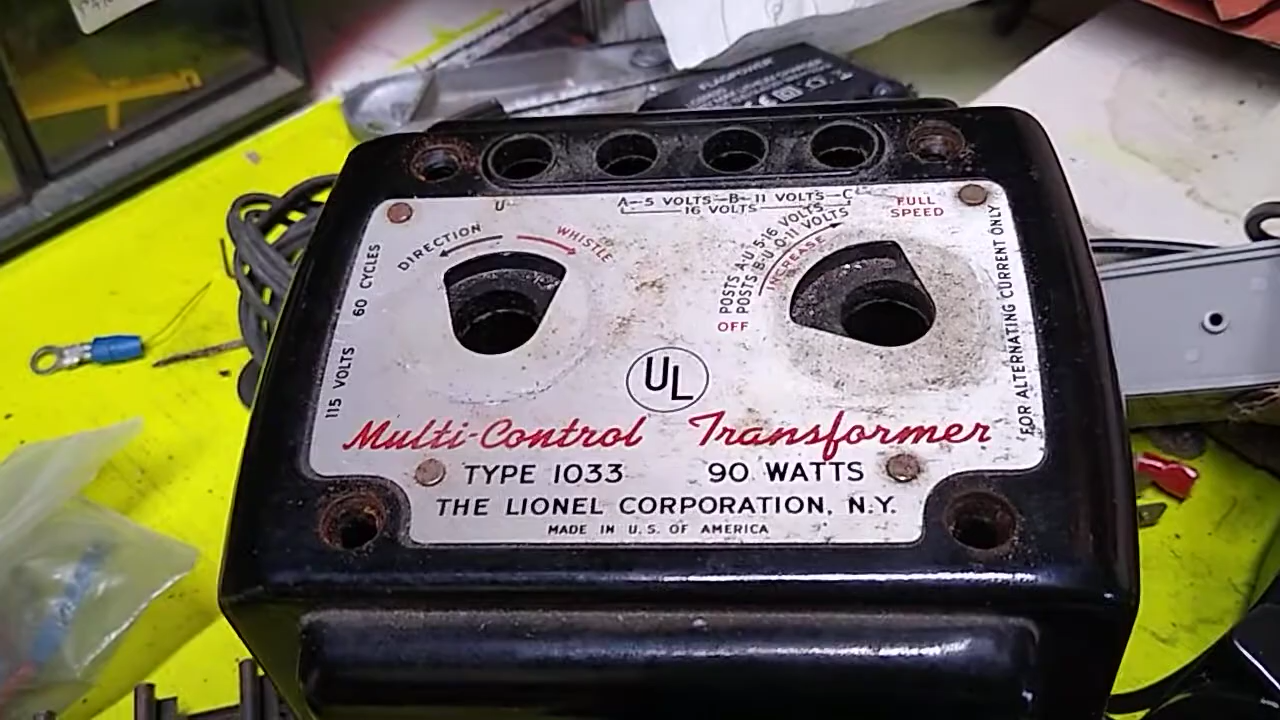 FLAGPOWER
U
A—5 VOLTS—B—11 VOLTS—C
16 VOLTS
FULL
SPEED
DIRECTION
WHISTLE
POSTS A-U 5-16 VOLTS
POSTS B-U 0-11 VOLTS
INCREASE
OFF
115 VOLTS 60 CYCLES
FOR ALTERNATING CURRENT ONLY
UL
Multi-Control Transformer
TYPE 1033 90 WATTS
THE LIONEL CORPORATION, N.Y.
MADE IN U.S. OF AMERICA